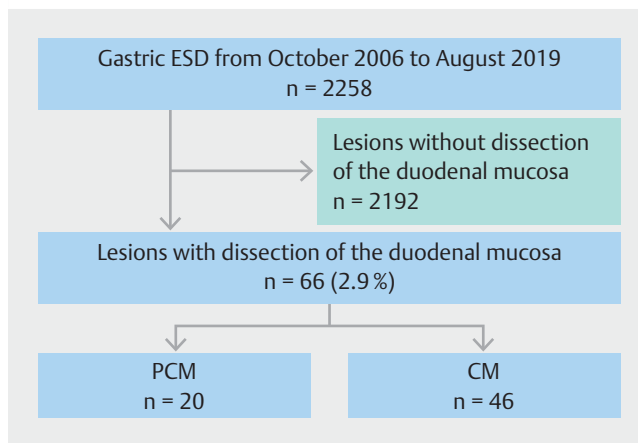 Gastric ESD from October 2006 to August 2019
n = 2258
Lesions without dissection
of the duodenal mucosa
n = 2192
Lesions with dissection of the duodenal mucosa
n = 66 (2.9 %)
PCM
n = 20
CM
n = 46